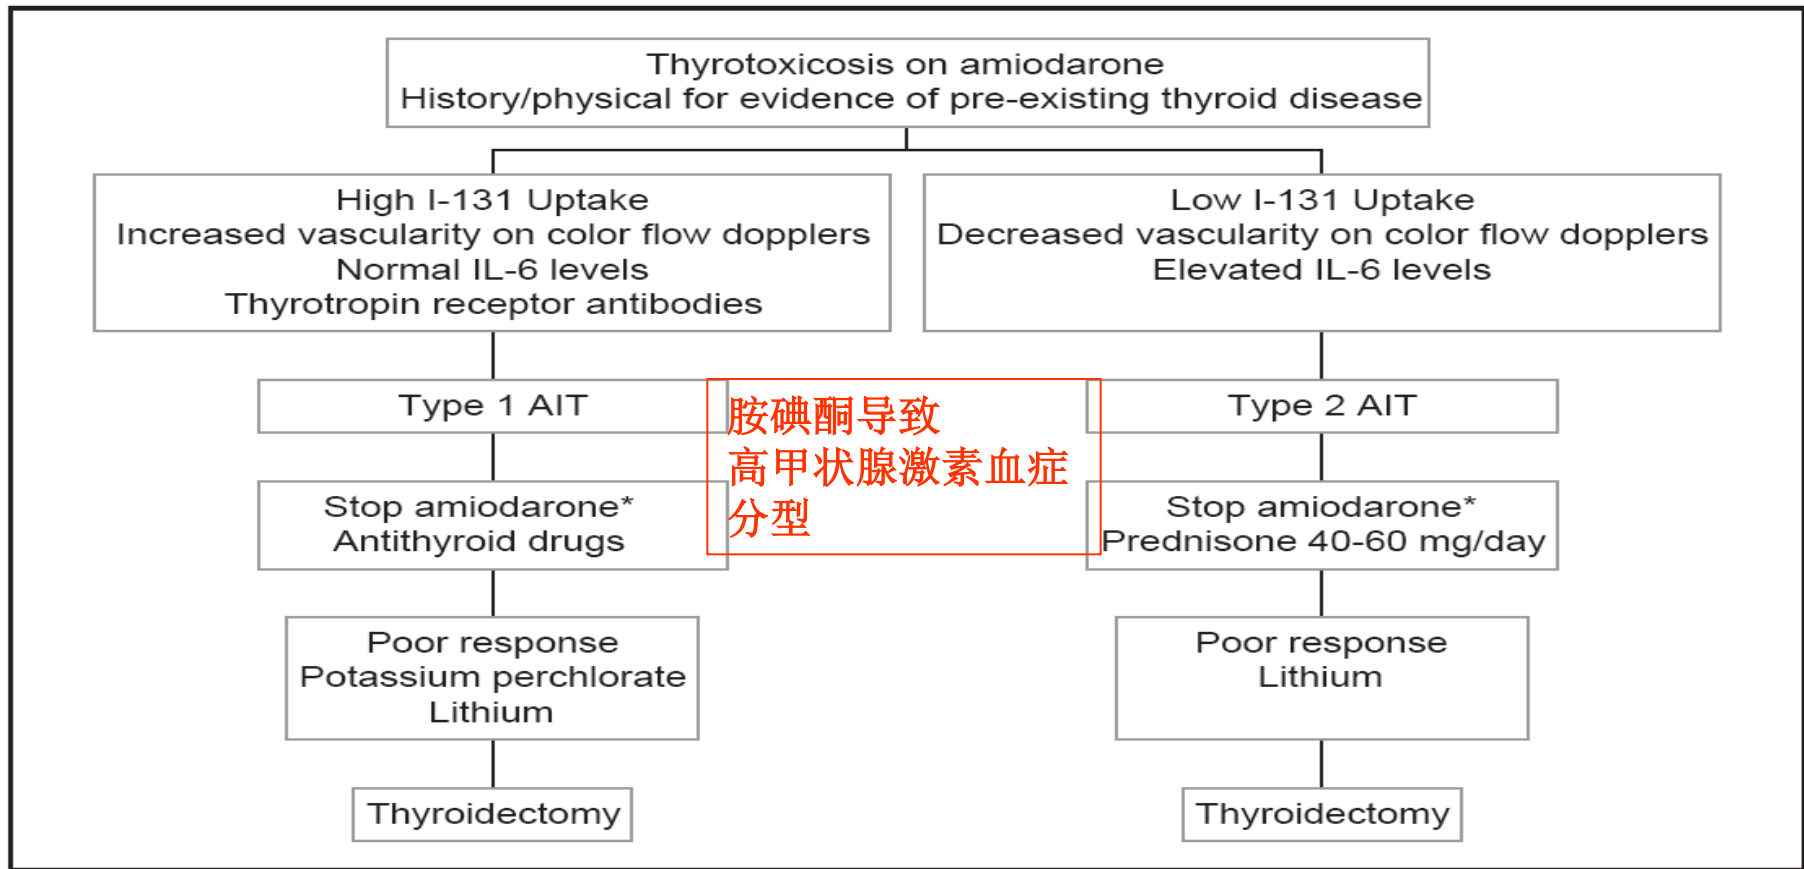 Thyrotoxicosis on amiodarone
History/physical for evidence of pre-existing thyroid disease
High I-131 Uptake
Increased vascularity on color flow dopplers
Normal IL-6 levels
Thyrotropin receptor antibodies
Low I-131 Uptake
Decreased vascularity on color flow dopplers
Elevated IL-6 levels
Type 1 AIT
胺碘酮导致
高甲状腺激素血症
分型
Type 2 AIT
Stop amiodarone*
Antithyroid drugs
Stop amiodarone*
Prednisone 40-60 mg/day
Poor response
Potassium perchlorate
Lithium
Poor response
Lithium
Thyroidectomy
Thyroidectomy